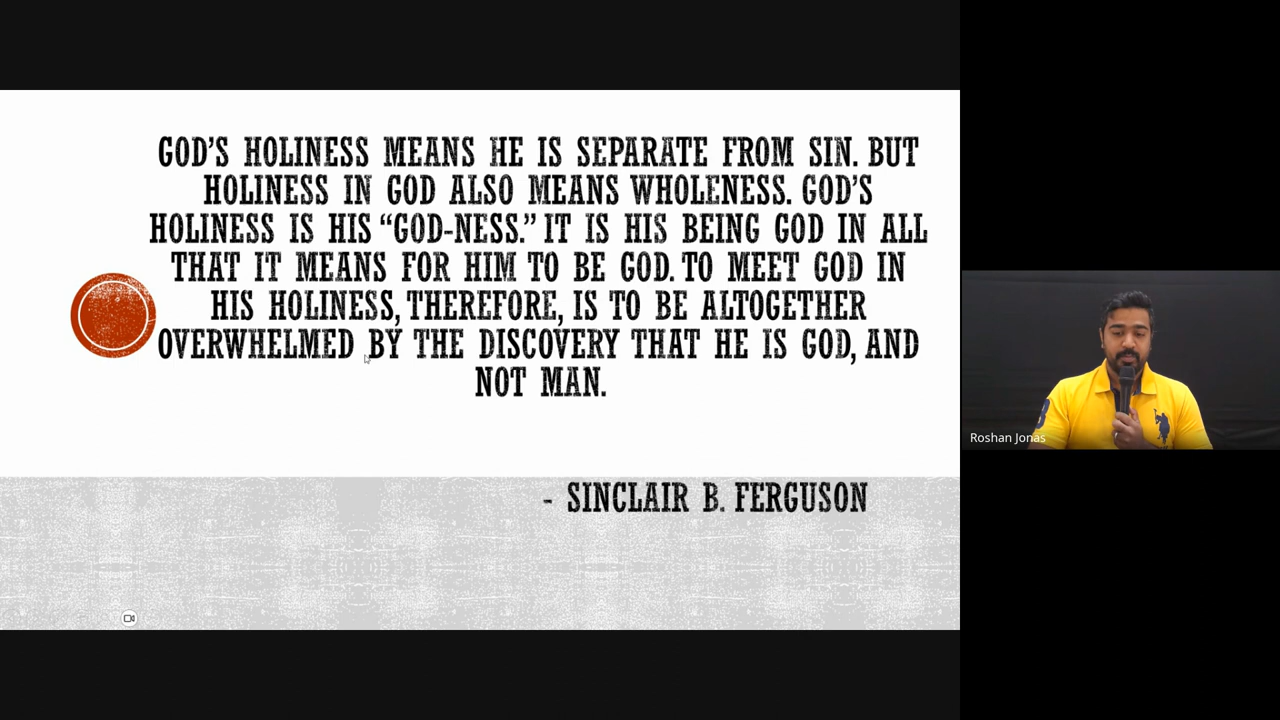 GOD'S HOLINESS MEANS HE IS SEPARATE FROM SIN. BUT
HOLINESS IN GOD ALSO MEANS WHOLENESS. GOD'S
HOLINESS IS HIS “GOD-NESS.” IT IS HIS BEING GOD IN ALL
THAT IT MEANS FOR HIM TO BE GOD. TO MEET GOD IN
HIS HOLINESS, THEREFORE, IS TO BE ALTOGETHER
OVERWHELMED BY THE DISCOVERY THAT HE IS GOD, AND
NOT MAN.
- SINCLAIR B. FERGUSON
Roshan Jonas